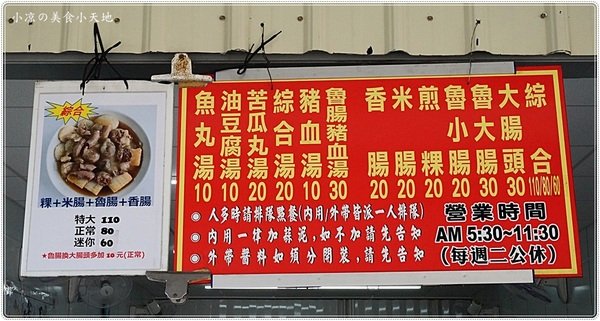 小凉の美食小天地
綜合
粿+米腸+魯腸+香腸
特大 110
正常 80
迷你 60
★魯腸換大腸頭多加10元(正常)
綜合 110/80/60
大腸頭 30
魯大腸 30
魯小腸 20
煎粿 20
米腸 20
香腸 20
魯腸豬血湯 30
豬血湯 10
綜合湯 20
苦瓜丸湯 20
油豆腐湯 10
魚丸湯 10
人多時請排隊點餐(內用/外帶皆派一人排隊)
內用一律加蒜泥,如不加請先告知
外帶醬料如須分開裝,請先告知
營業時間
AM 5:30~11:30
(每週二公休)